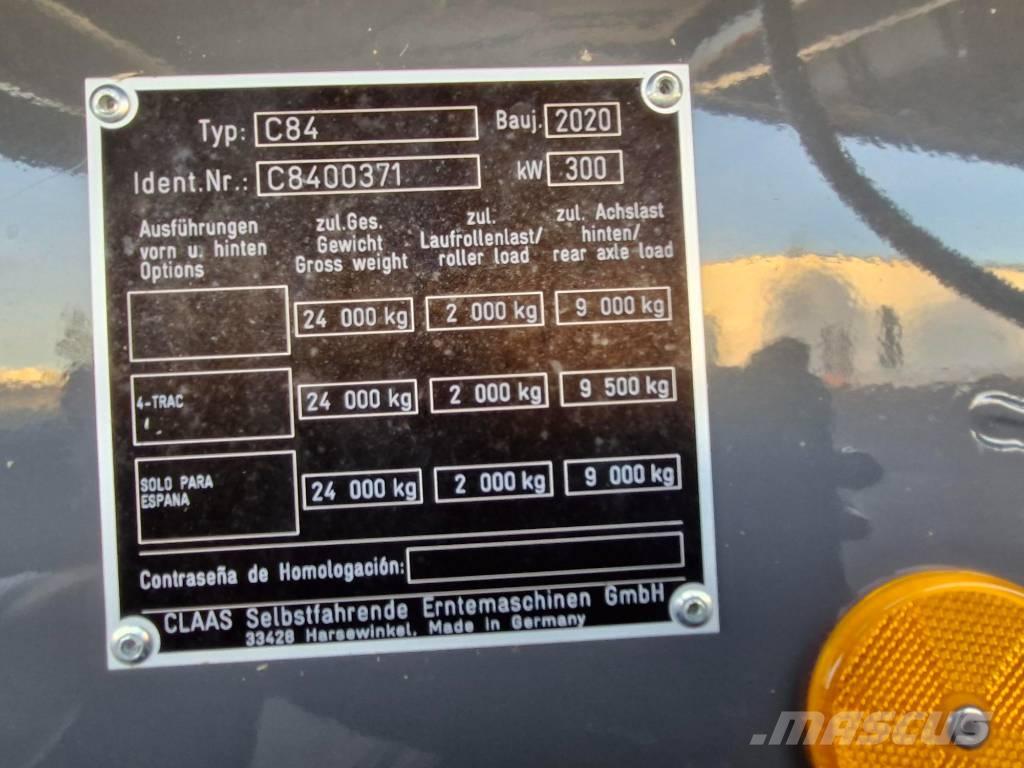 Typ: C84 Bauj. 2020
Ident.Nr.: C8400371 kW 300
Ausführungen
vorn u. hinten
Options
zul.Ges.
Gewicht
Gross weight
zul.
Laufrollenlast/
roller load
zul. Achslast
hinten/
rear axle load
24 000 kg 2 000 kg 9 000 kg
4-TRAC 24 000 kg 2 000 kg 9 500 kg
SOLO PARA
ESPANA
24 000 kg 2 000 kg 9 000 kg
Contraseña de Homologación:
CLAAS Selbstfahrende Erntemaschinen GmbH
33428 Harsewinkel, Made in Germany
MASCUS